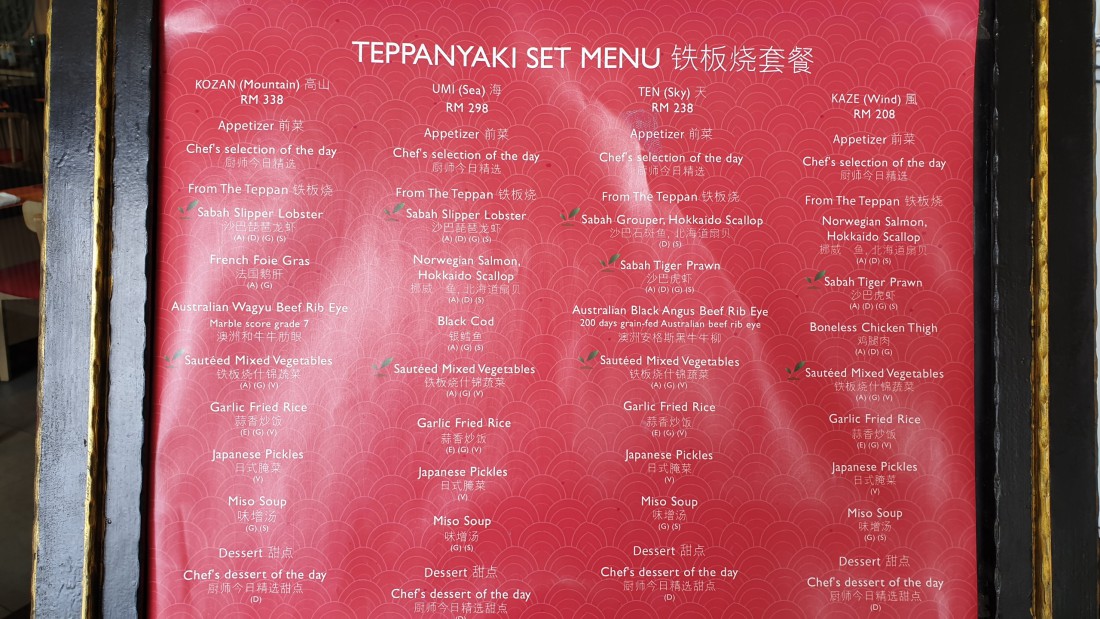 TEPPANYAKI SET MENU 铁板烧套餐
KOZAN (Mountain) 高山
RM 338
Appetizer 前菜
Chef's selection of the day
厨师今日精选
From The Teppan 铁板烧
Sabah Slipper Lobster
沙巴琵琶龙虾
(A) (D) (G) (S)
French Foie Gras
法国鹅肝
(A) (G)
Australian Wagyu Beef Rib Eye
Marble score grade 7
澳洲和牛牛肋眼
Sautéed Mixed Vegetables
铁板烧什锦蔬菜
(A) (G) (V)
Garlic Fried Rice
蒜香炒饭
(E) (G) (V)
Japanese Pickles
日式腌菜
(V)
Miso Soup
味增汤
(G) (S)
Dessert 甜点
Chef's dessert of the day
厨师今日精选甜点
(D)
UMI (Sea) 海
RM 298
Appetizer 前菜
Chef's selection of the day
厨师今日精选
From The Teppan 铁板烧
Sabah Slipper Lobster
沙巴琵琶龙虾
(A) (D) (G) (S)
Norwegian Salmon,
Hokkaido Scallop
挪威 鱼, 北海道扇贝
(A) (D) (S)
Black Cod
银鳕鱼
(A) (G) (S)
Sautéed Mixed Vegetables
铁板烧什锦蔬菜
(A) (G) (V)
Garlic Fried Rice
蒜香炒饭
(E) (G) (V)
Japanese Pickles
日式腌菜
(V)
Miso Soup
味增汤
(G) (S)
Dessert 甜点
Chef's dessert of the day
厨师今日精选甜点
(D)
TEN (Sky) 天
RM 238
Appetizer 前菜
Chef's selection of the day
厨师今日精选
From The Teppan 铁板烧
Sabah Grouper, Hokkaido Scallop
沙巴石斑鱼, 北海道扇贝
(D) (S)
Sabah Tiger Prawn
沙巴虎虾
(A) (D) (G) (S)
Australian Black Angus Beef Rib Eye
200 days grain-fed Australian beef rib eye
澳洲安格斯黑牛牛柳
Sautéed Mixed Vegetables
铁板烧什锦蔬菜
(A) (G) (V)
Garlic Fried Rice
蒜香炒饭
(E) (G) (V)
Japanese Pickles
日式腌菜
(V)
Miso Soup
味增汤
(G) (S)
Dessert 甜点
Chef's dessert of the day
厨师今日精选甜点
(D)
KAZE (Wind) 風
RM 208
Appetizer 前菜
Chef's selection of the day
厨师今日精选
From The Teppan 铁板烧
Norwegian Salmon,
Hokkaido Scallop
挪威 鱼, 北海道扇贝
(A) (D) (S)
Sabah Tiger Prawn
沙巴虎虾
(A) (D) (G) (S)
Boneless Chicken Thigh
鸡腿肉
(A) (D) (G)
Sautéed Mixed Vegetables
铁板烧什锦蔬菜
(A) (G) (V)
Garlic Fried Rice
蒜香炒饭
(E) (G) (V)
Japanese Pickles
日式腌菜
(V)
Miso Soup
味增汤
(G) (S)
Dessert 甜点
Chef's dessert of the day
厨师今日精选甜点
(D)